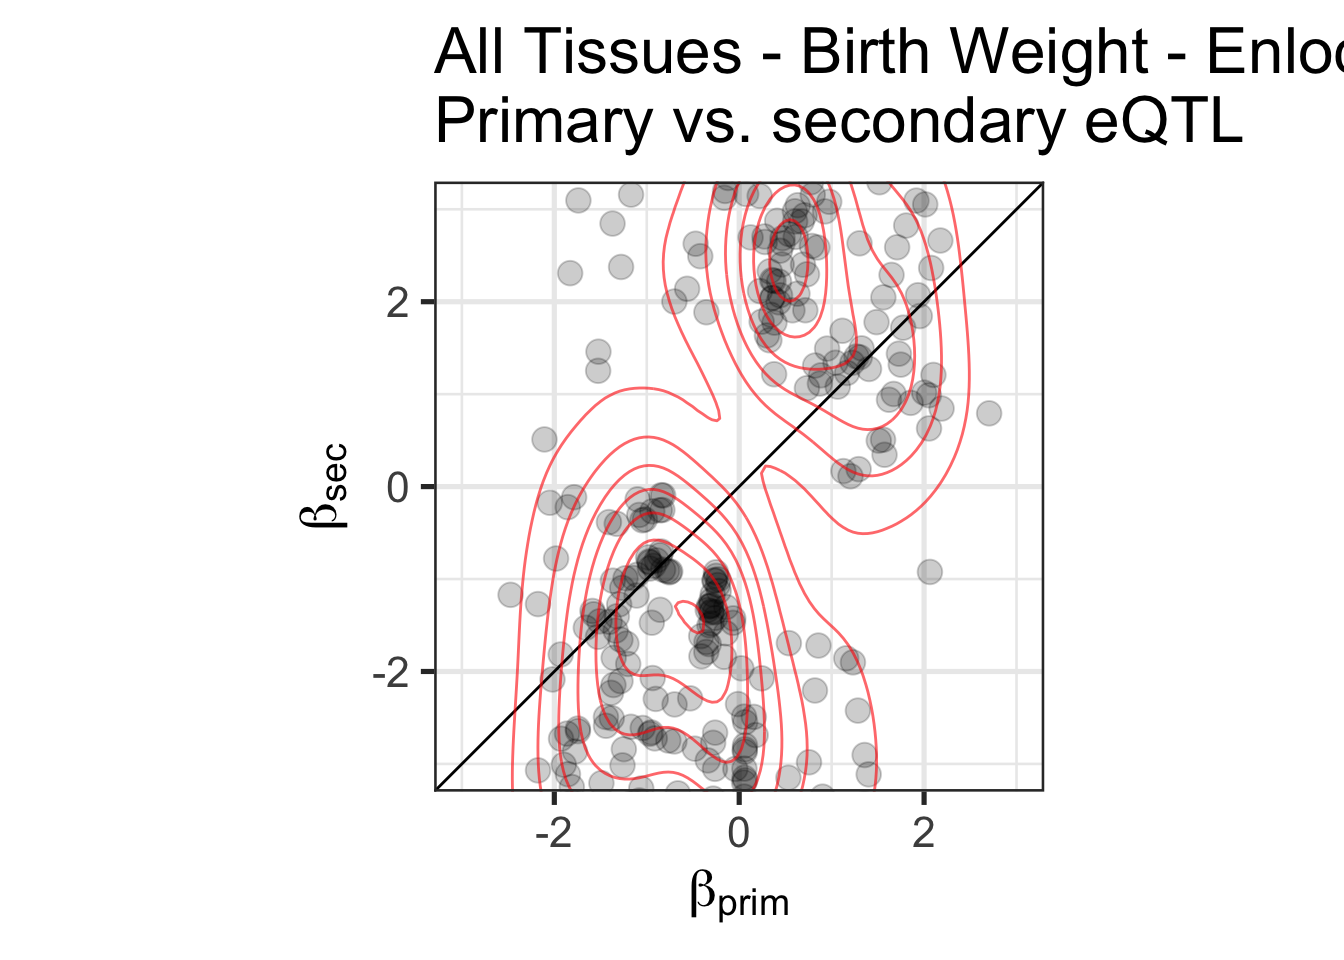 All Tissues - Birth Weight - Enloc
Primary vs. secondary eQTL
2
0
-2
βsec
-2 0 2
βprim